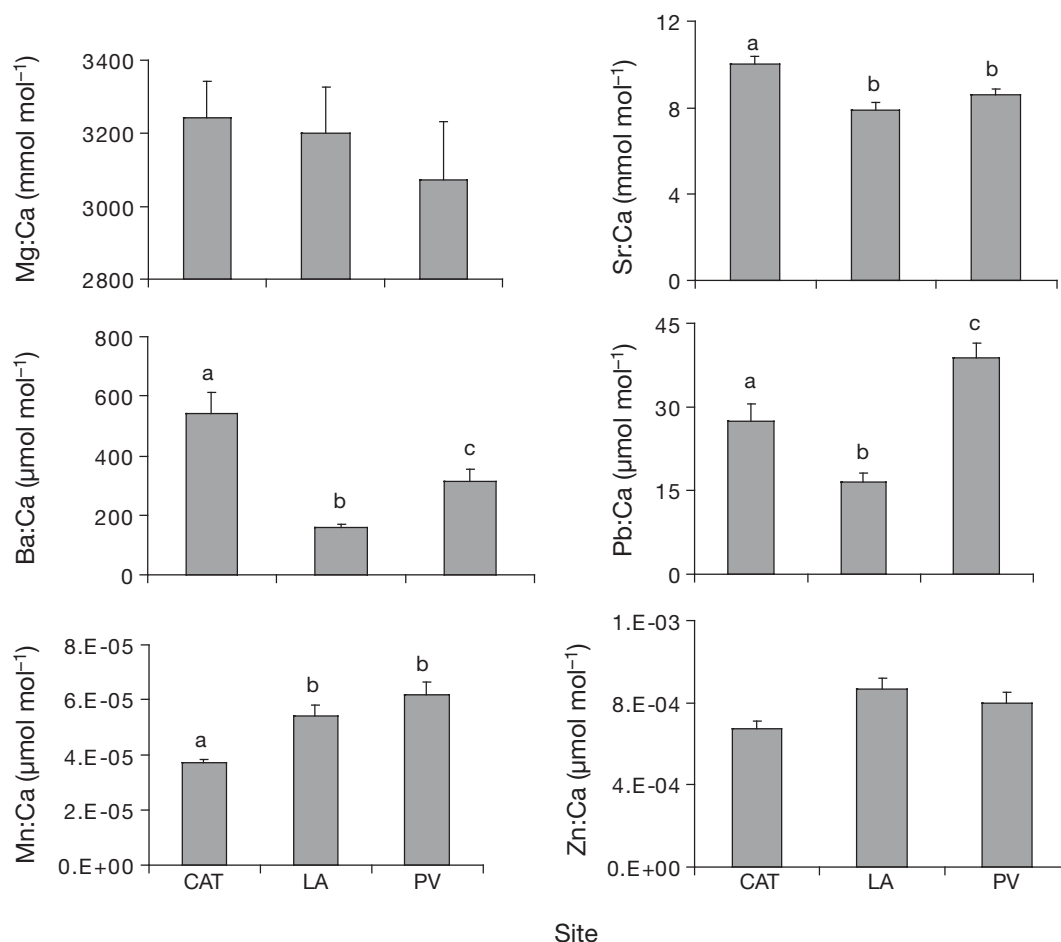 Mg:Ca (mmol mol⁻¹)
3400
3200
3000
2800
Sr:Ca (mmol mol⁻¹)
12
8
4
0
a
b
b
Ba:Ca (µmol mol⁻¹)
800
600
400
200
0
a
b
c
Pb:Ca (µmol mol⁻¹)
45
30
15
0
a
b
c
Mn:Ca (µmol mol⁻¹)
8.E-05
6.E-05
4.E-05
2.E-05
0.E+00
a
b
b
CAT LA PV
Zn:Ca (µmol mol⁻¹)
1.E-03
8.E-04
4.E-04
0.E+00
CAT LA PV
Site